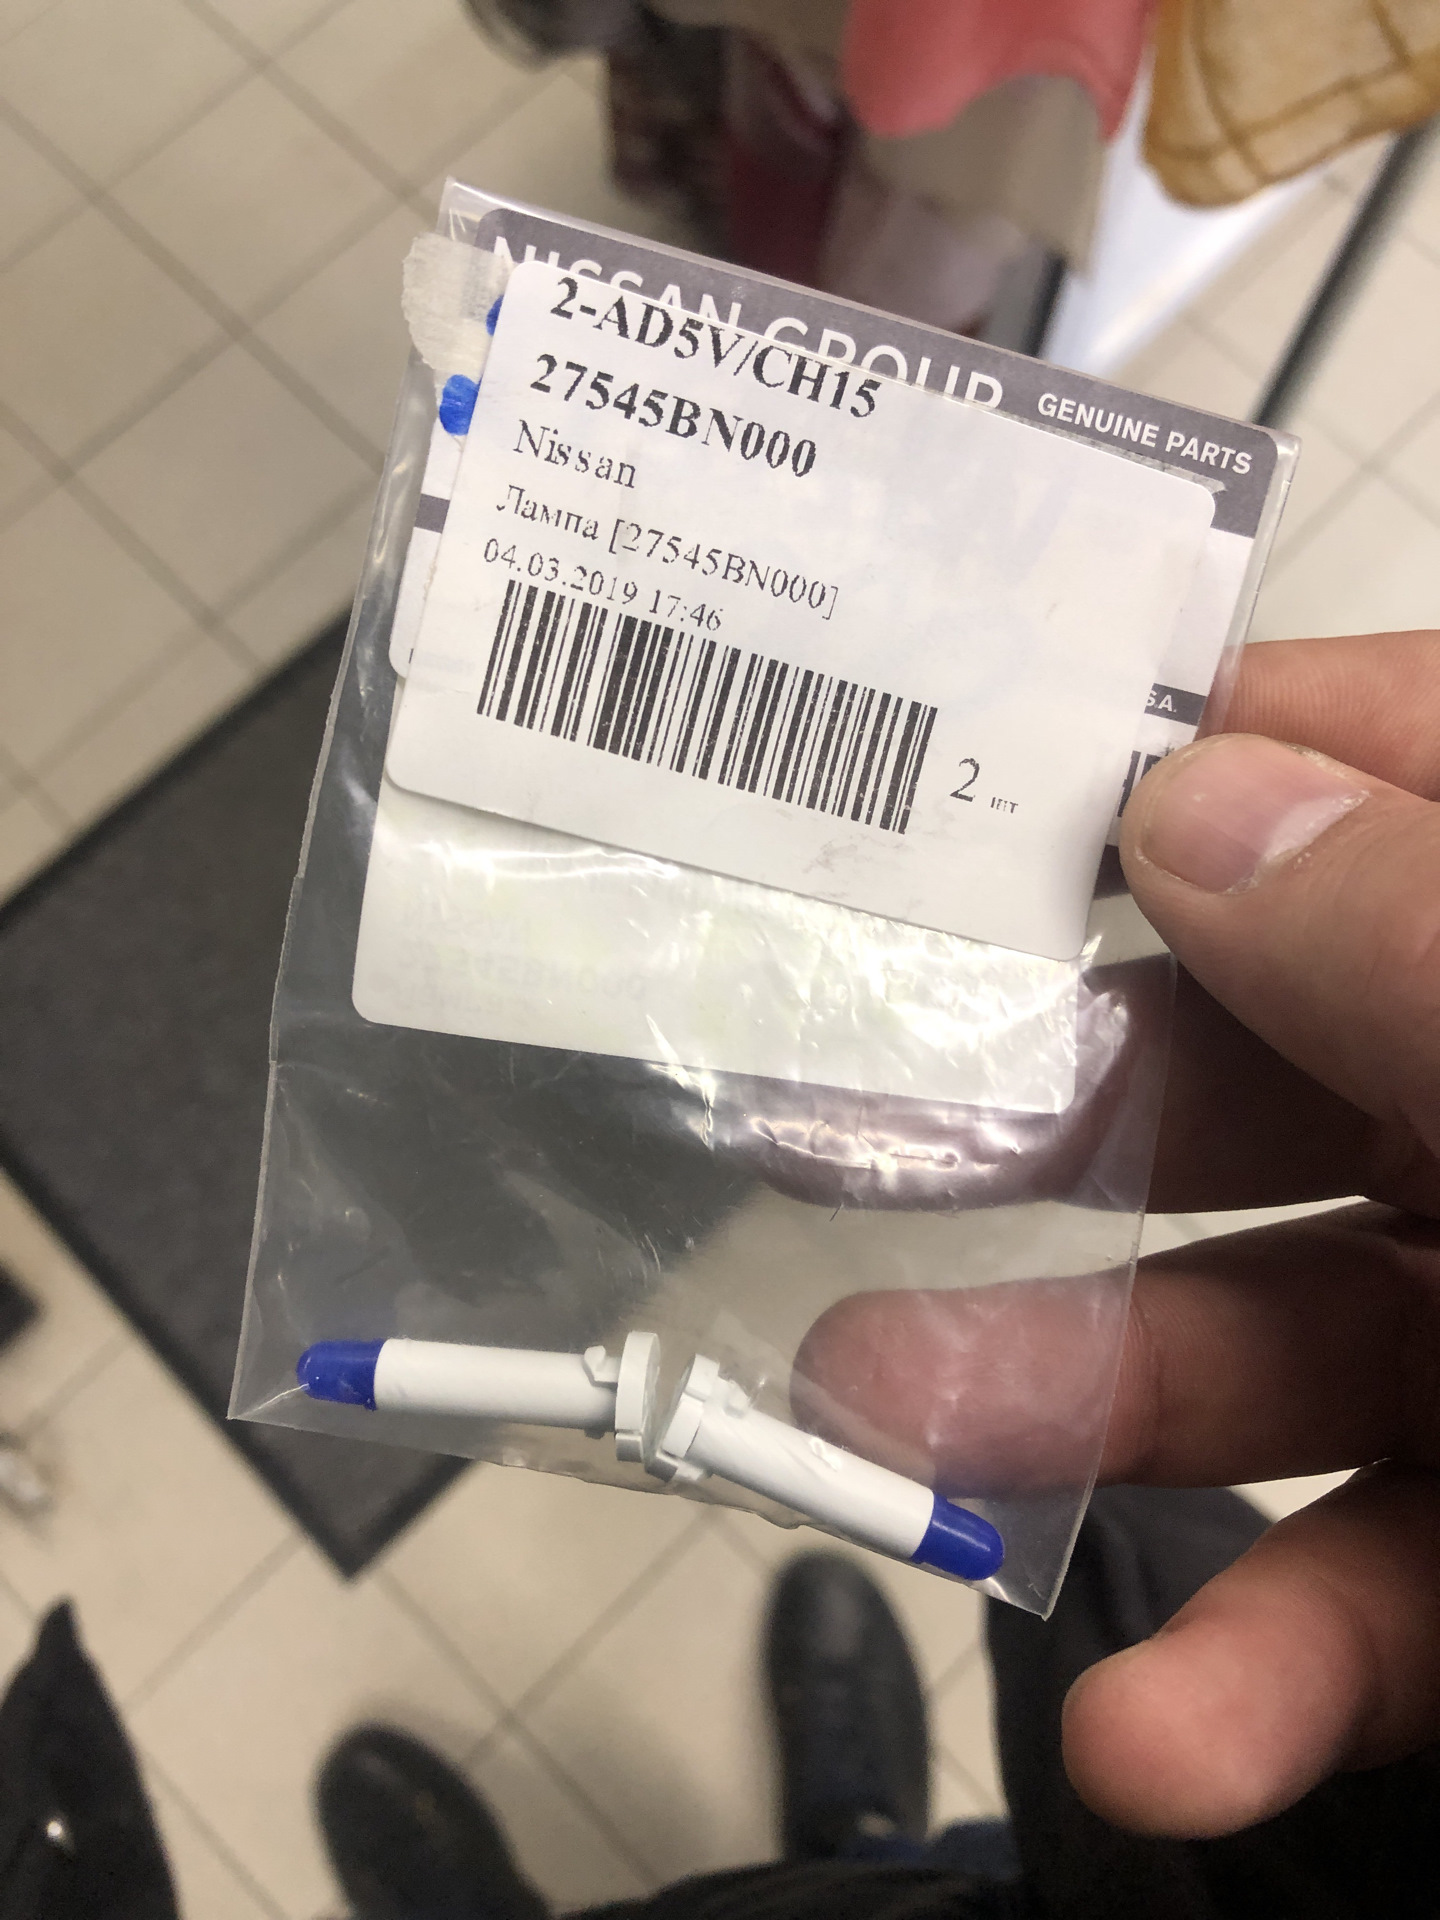 NISSAN GROUP GENUINE PARTS
2-AD5V/CH15
27545BN000
Nissan
Лампа [27545BN000]
04.03.2019 17:46
2 шт
S.A.